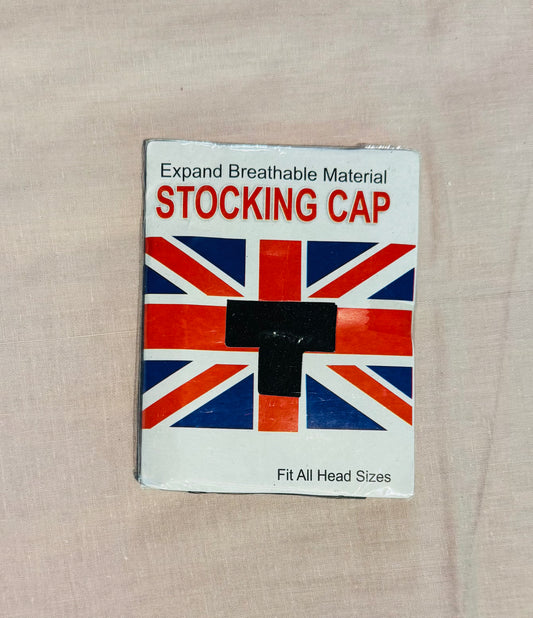 Expand Breathable Material
STOCKING CAP
Fit All Head Sizes